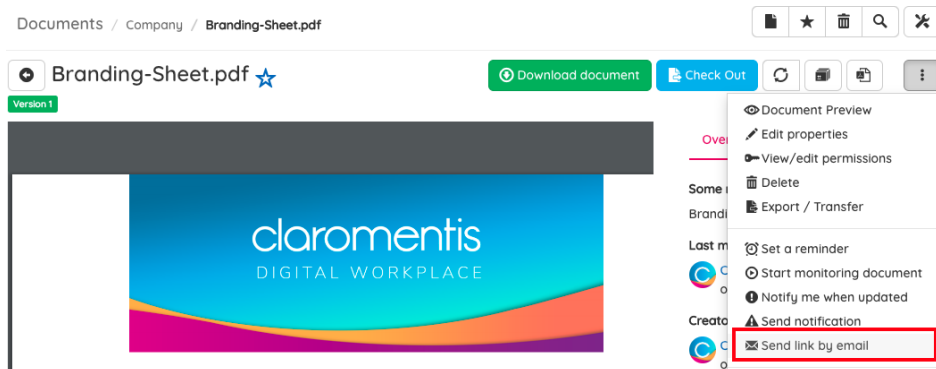 Documents / Company / Branding-Sheet.pdf
Branding-Sheet.pdf
Download document
Check Out
Version 1
Document Preview
Edit properties
View/edit permissions
Delete
Export / Transfer
Set a reminder
Start monitoring document
Notify me when updated
Send notification
Send link by email
Some
Brandi
Last m
Creato
claromentis
DIGITAL WORKPLACE